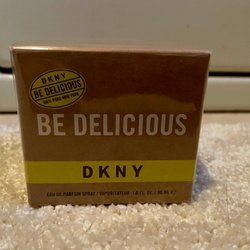 DKNY
BE DELICIOUS
100% PURE NEW YORK
BE DELICIOUS
DKNY
EAU DE PARFUM SPRAY / VAPORISATEUR 1.0 FL. OZ. / 30 ml ℮